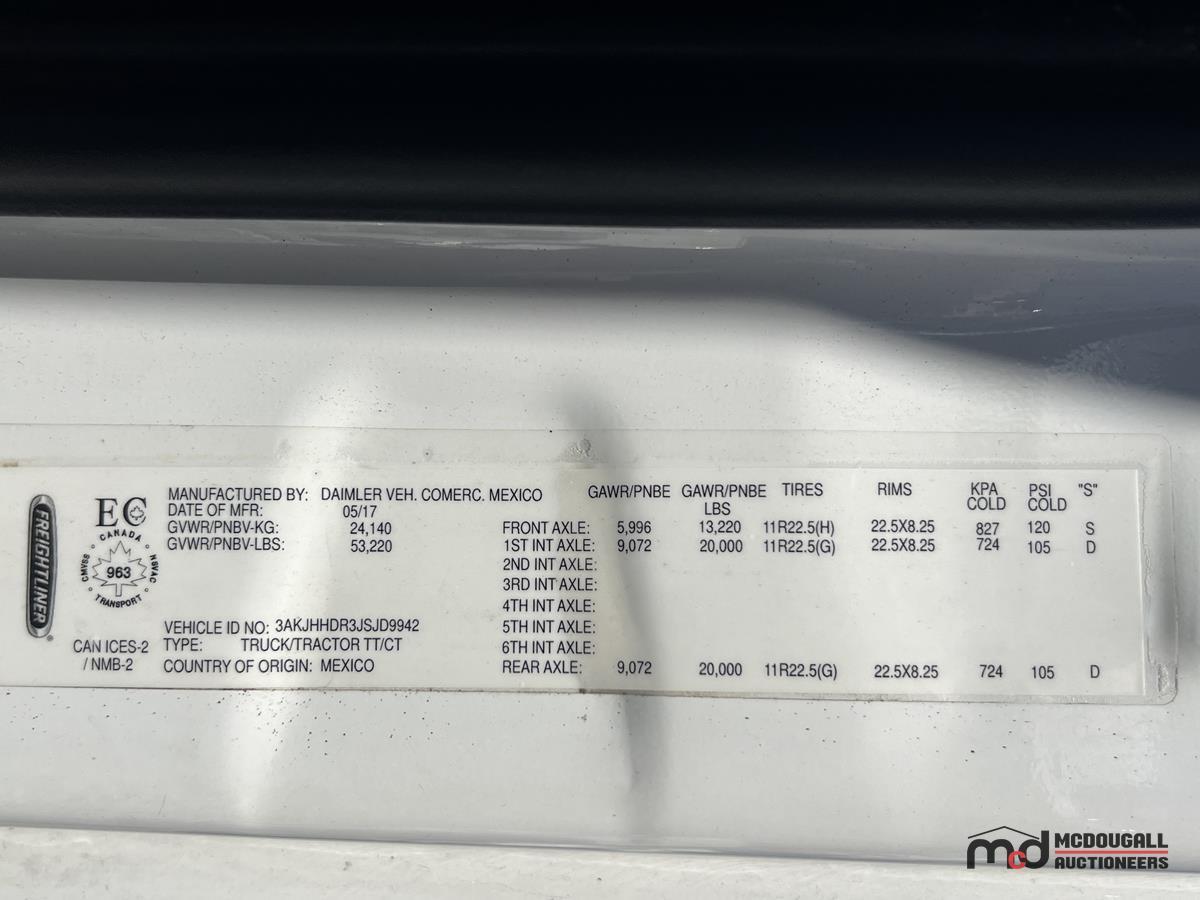 FREIGHTLINER
EC
CANADA
CMVSS 963 NSVAC
TRANSPORT
CAN ICES-2
/ NMB-2
MANUFACTURED BY: DAIMLER VEH. COMERC. MEXICO
DATE OF MFR: 05/17
GVWR/PNBV-KG: 24,140
GVWR/PNBV-LBS: 53,220
VEHICLE ID NO: 3AKJHHDR3JSJD9942
TYPE: TRUCK/TRACTOR TT/CT
COUNTRY OF ORIGIN: MEXICO
GAWR/PNBE GAWR/PNBE TIRES RIMS KPA PSI "S"
LBS COLD COLD
FRONT AXLE: 5,996 13,220 11R22.5(H) 22.5X8.25 827 120 S
1ST INT AXLE: 9,072 20,000 11R22.5(G) 22.5X8.25 724 105 D
2ND INT AXLE:
3RD INT AXLE:
4TH INT AXLE:
5TH INT AXLE:
6TH INT AXLE:
REAR AXLE: 9,072 20,000 11R22.5(G) 22.5X8.25 724 105 D
mcd MCDOUGALL
AUCTIONEERS